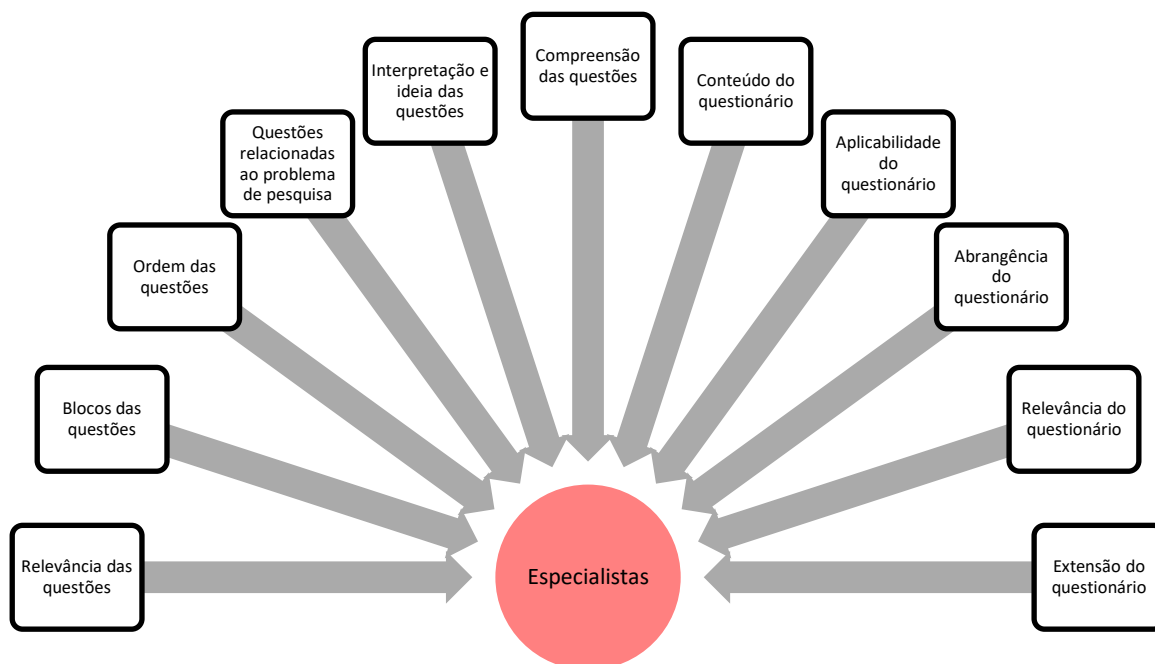 Compreensão
das questões
Interpretação e
ideia das
questões
Conteúdo do
questionário
Questões
relacionadas
ao problema
de pesquisa
Aplicabilidade
do
questionário
Ordem das
questões
Abrangência
do
questionário
Blocos das
questões
Relevância do
questionário
Relevância das
questões
Especialistas
Extensão do
questionário